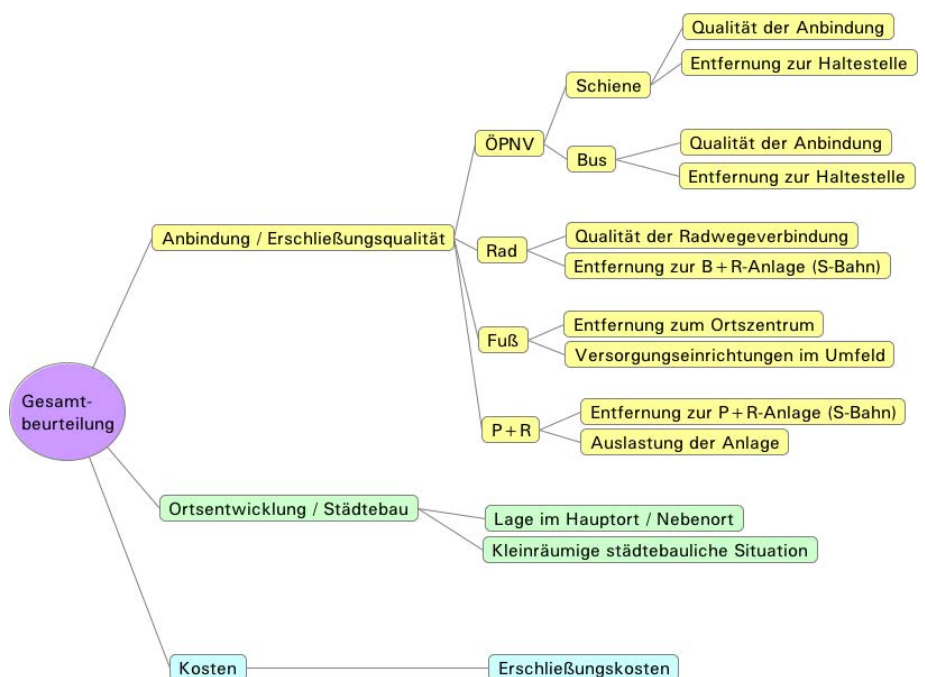 Qualität der Anbindung
Entfernung zur Haltestelle
Schiene
ÖPNV
Qualität der Anbindung
Bus
Entfernung zur Haltestelle
Anbindung / Erschließungsqualität
Qualität der Radwegeverbindung
Rad
Entfernung zur B+R-Anlage (S-Bahn)
Entfernung zum Ortszentrum
Fuß
Versorgungseinrichtungen im Umfeld
Gesamt-
beurteilung
Entfernung zur P+R-Anlage (S-Bahn)
P+R
Auslastung der Anlage
Ortsentwicklung / Städtebau
Lage im Hauptort / Nebenort
Kleinräumige städtebauliche Situation
Kosten
Erschließungskosten